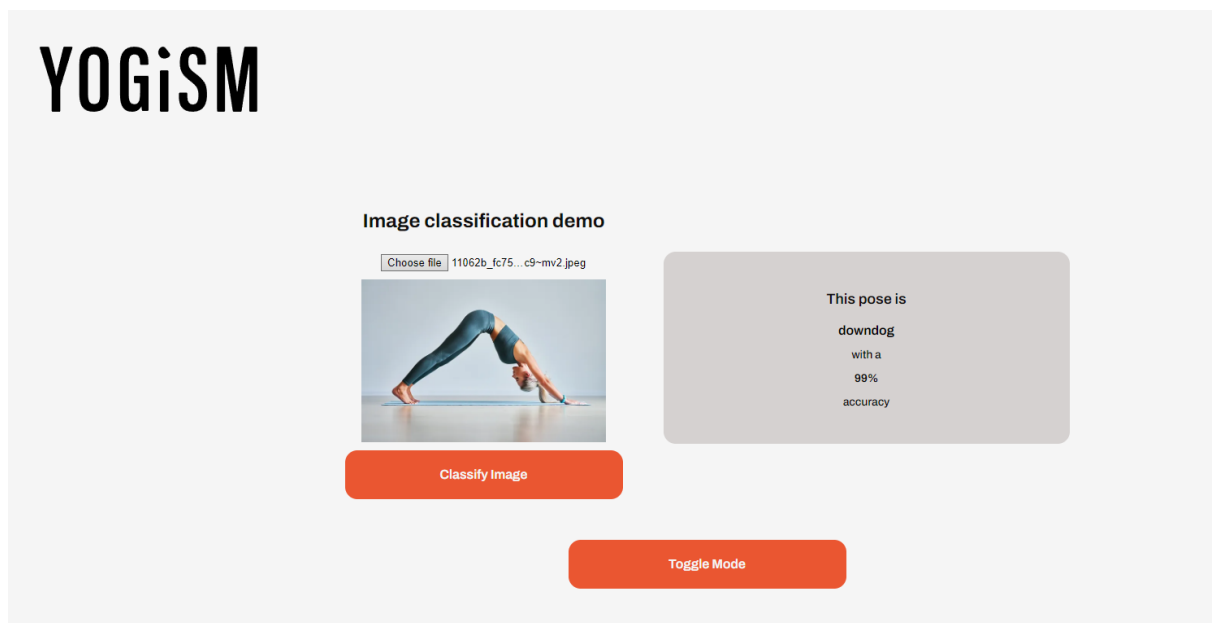 YOGiSM
Image classification demo
Choose file 11062b_fc75...c9~mv2.jpeg
This pose is
downdog
with a
99%
accuracy
Classify Image
Toggle Mode